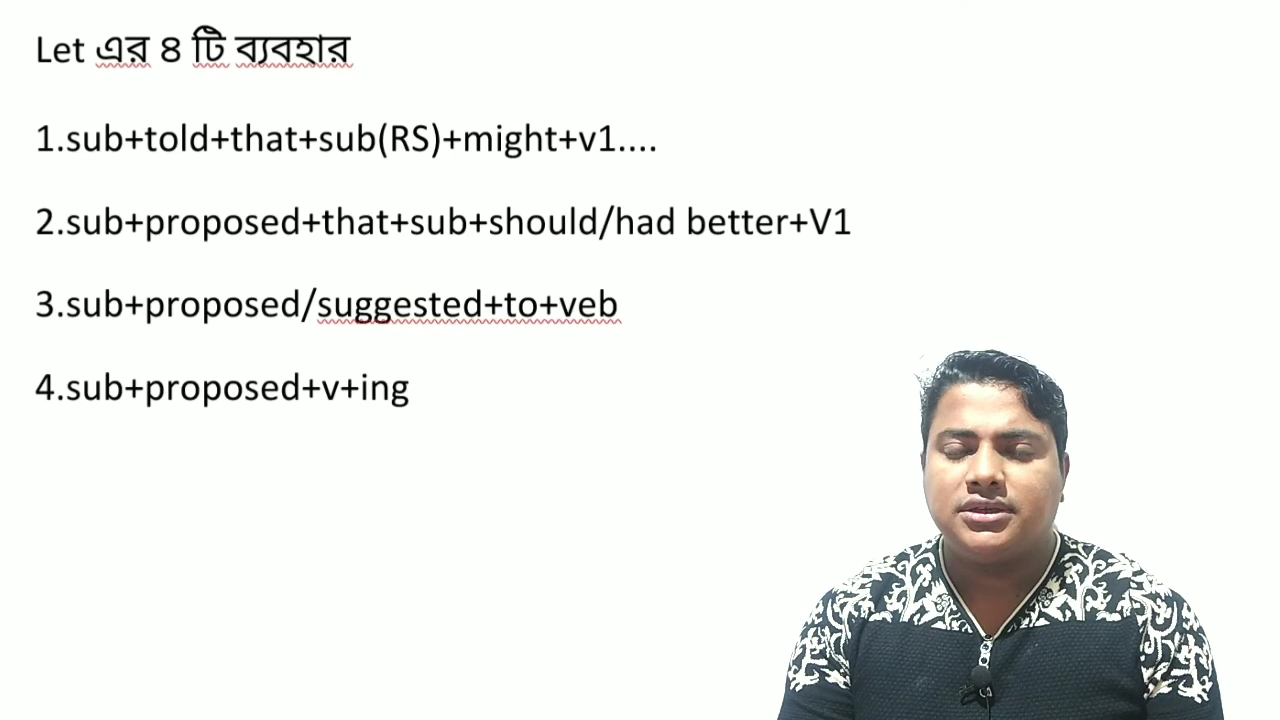 Let এর ৪ টি ব্যবহার
1.sub+told+that+sub(RS)+might+v1....
2.sub+proposed+that+sub+should/had better+V1
3.sub+proposed/suggested+to+veb
4.sub+proposed+v+ing